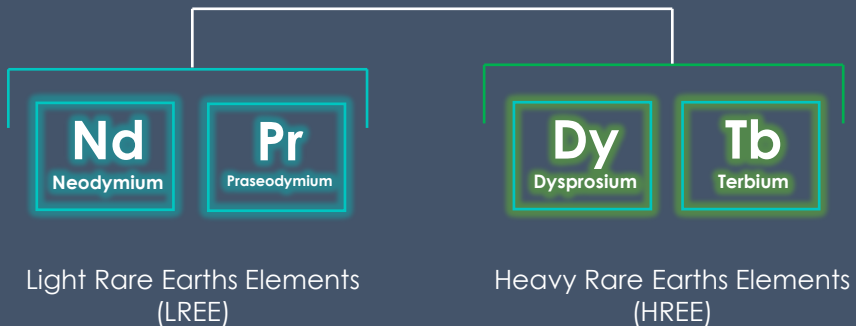 Nd
Neodymium
Pr
Praseodymium
Dy
Dysprosium
Tb
Terbium
Light Rare Earths Elements
(LREE)
Heavy Rare Earths Elements
(HREE)